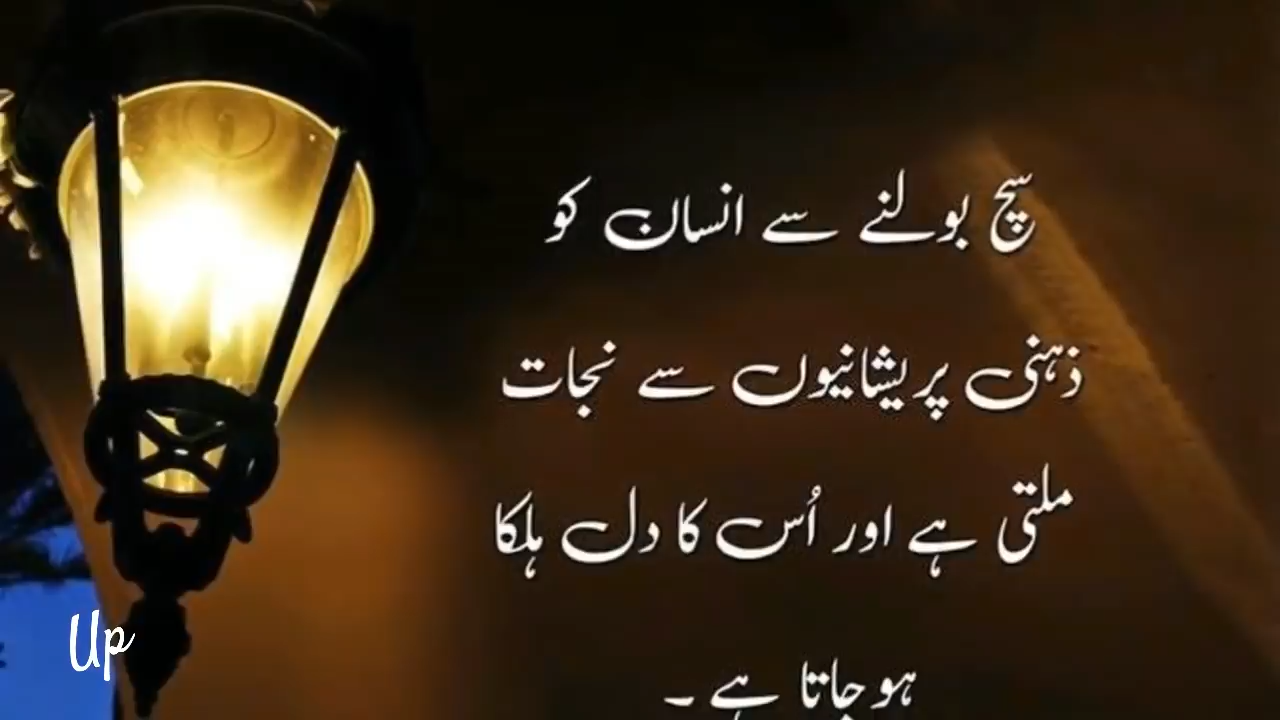 سچ بولنے سے انسان کو
ذہنی پریشانیوں سے نجات
ملتی ہے اور اُس کا دل ہلکا
ہو جاتا ہے ۔
Up